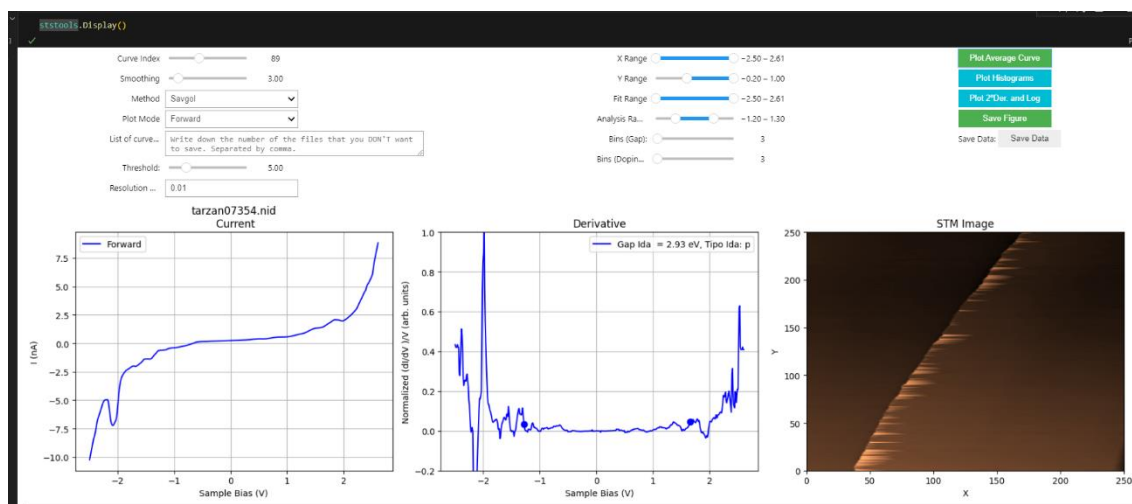 ststools.Display()
Curve Index 89
Smoothing 3.00
Method Savgol
Plot Mode Forward
List of curve... Write down the number of the files that you DON'T want
to save. Separated by comma.
Threshold: 5.00
Resolution ... 0.01
X Range -2.50 – 2.61
Y Range -0.20 – 1.00
Fit Range -2.50 – 2.61
Analysis Ra... -1.20 – 1.30
Bins (Gap): 3
Bins (Dopin... 3
Plot Average Curve
Plot Histograms
Plot 2ªDer. and Log
Save Figure
Save Data: Save Data
tarzan07354.nid
Current
Forward
7.5
5.0
2.5
0.0
−2.5
−5.0
−7.5
−10.0
I (nA)
−2 −1 0 1 2
Sample Bias (V)
Derivative
Gap Ida = 2.93 eV, Tipo Ida: p
1.0
0.8
0.6
0.4
0.2
0.0
−0.2
Normalized (dI/dV )/V (arb. units)
−2 −1 0 1 2
Sample Bias (V)
STM Image
250
200
150
100
50
0
Y
0 50 100 150 200 250
X